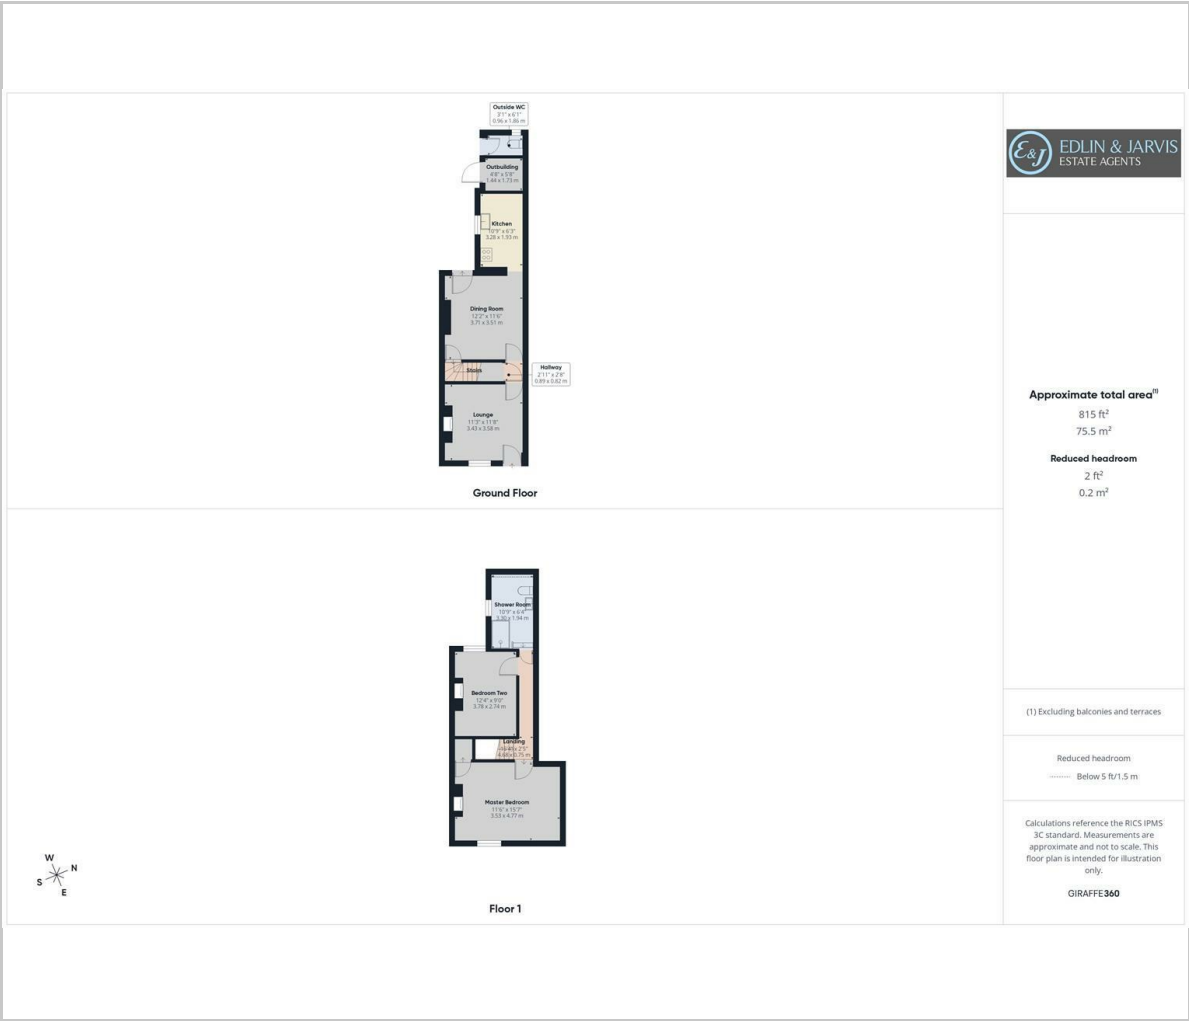 Outside WC
3'1" x 6'1"
0.96 x 1.86 m
Outbuilding
4'8" x 5'8"
1.44 x 1.73 m
Kitchen
10'9" x 6'3"
3.28 x 1.93 m
Dining Room
12'2" x 11'6"
3.71 x 3.51 m
Stairs
Hallway
2'11" x 2'8"
0.89 x 0.82 m
Lounge
11'3" x 11'8"
3.43 x 3.58 m
Ground Floor
Shower Room
10'9" x 6'4"
3.30 x 1.94 m
Bedroom Two
12'4" x 9'0"
3.78 x 2.74 m
Landing
x 2'5"
x 0.75 m
Master Bedroom
11'6" x 15'7"
3.53 x 4.77 m
W
N
S
E
Floor 1
E&J
EDLIN & JARVIS
ESTATE AGENTS
Approximate total area(1)
815 ft²
75.5 m²
Reduced headroom
2 ft²
0.2 m²
(1) Excluding balconies and terraces
Reduced headroom
Below 5 ft/1.5 m
Calculations reference the RICS IPMS
3C standard. Measurements are
approximate and not to scale. This
floor plan is intended for illustration
only.
GIRAFFE360